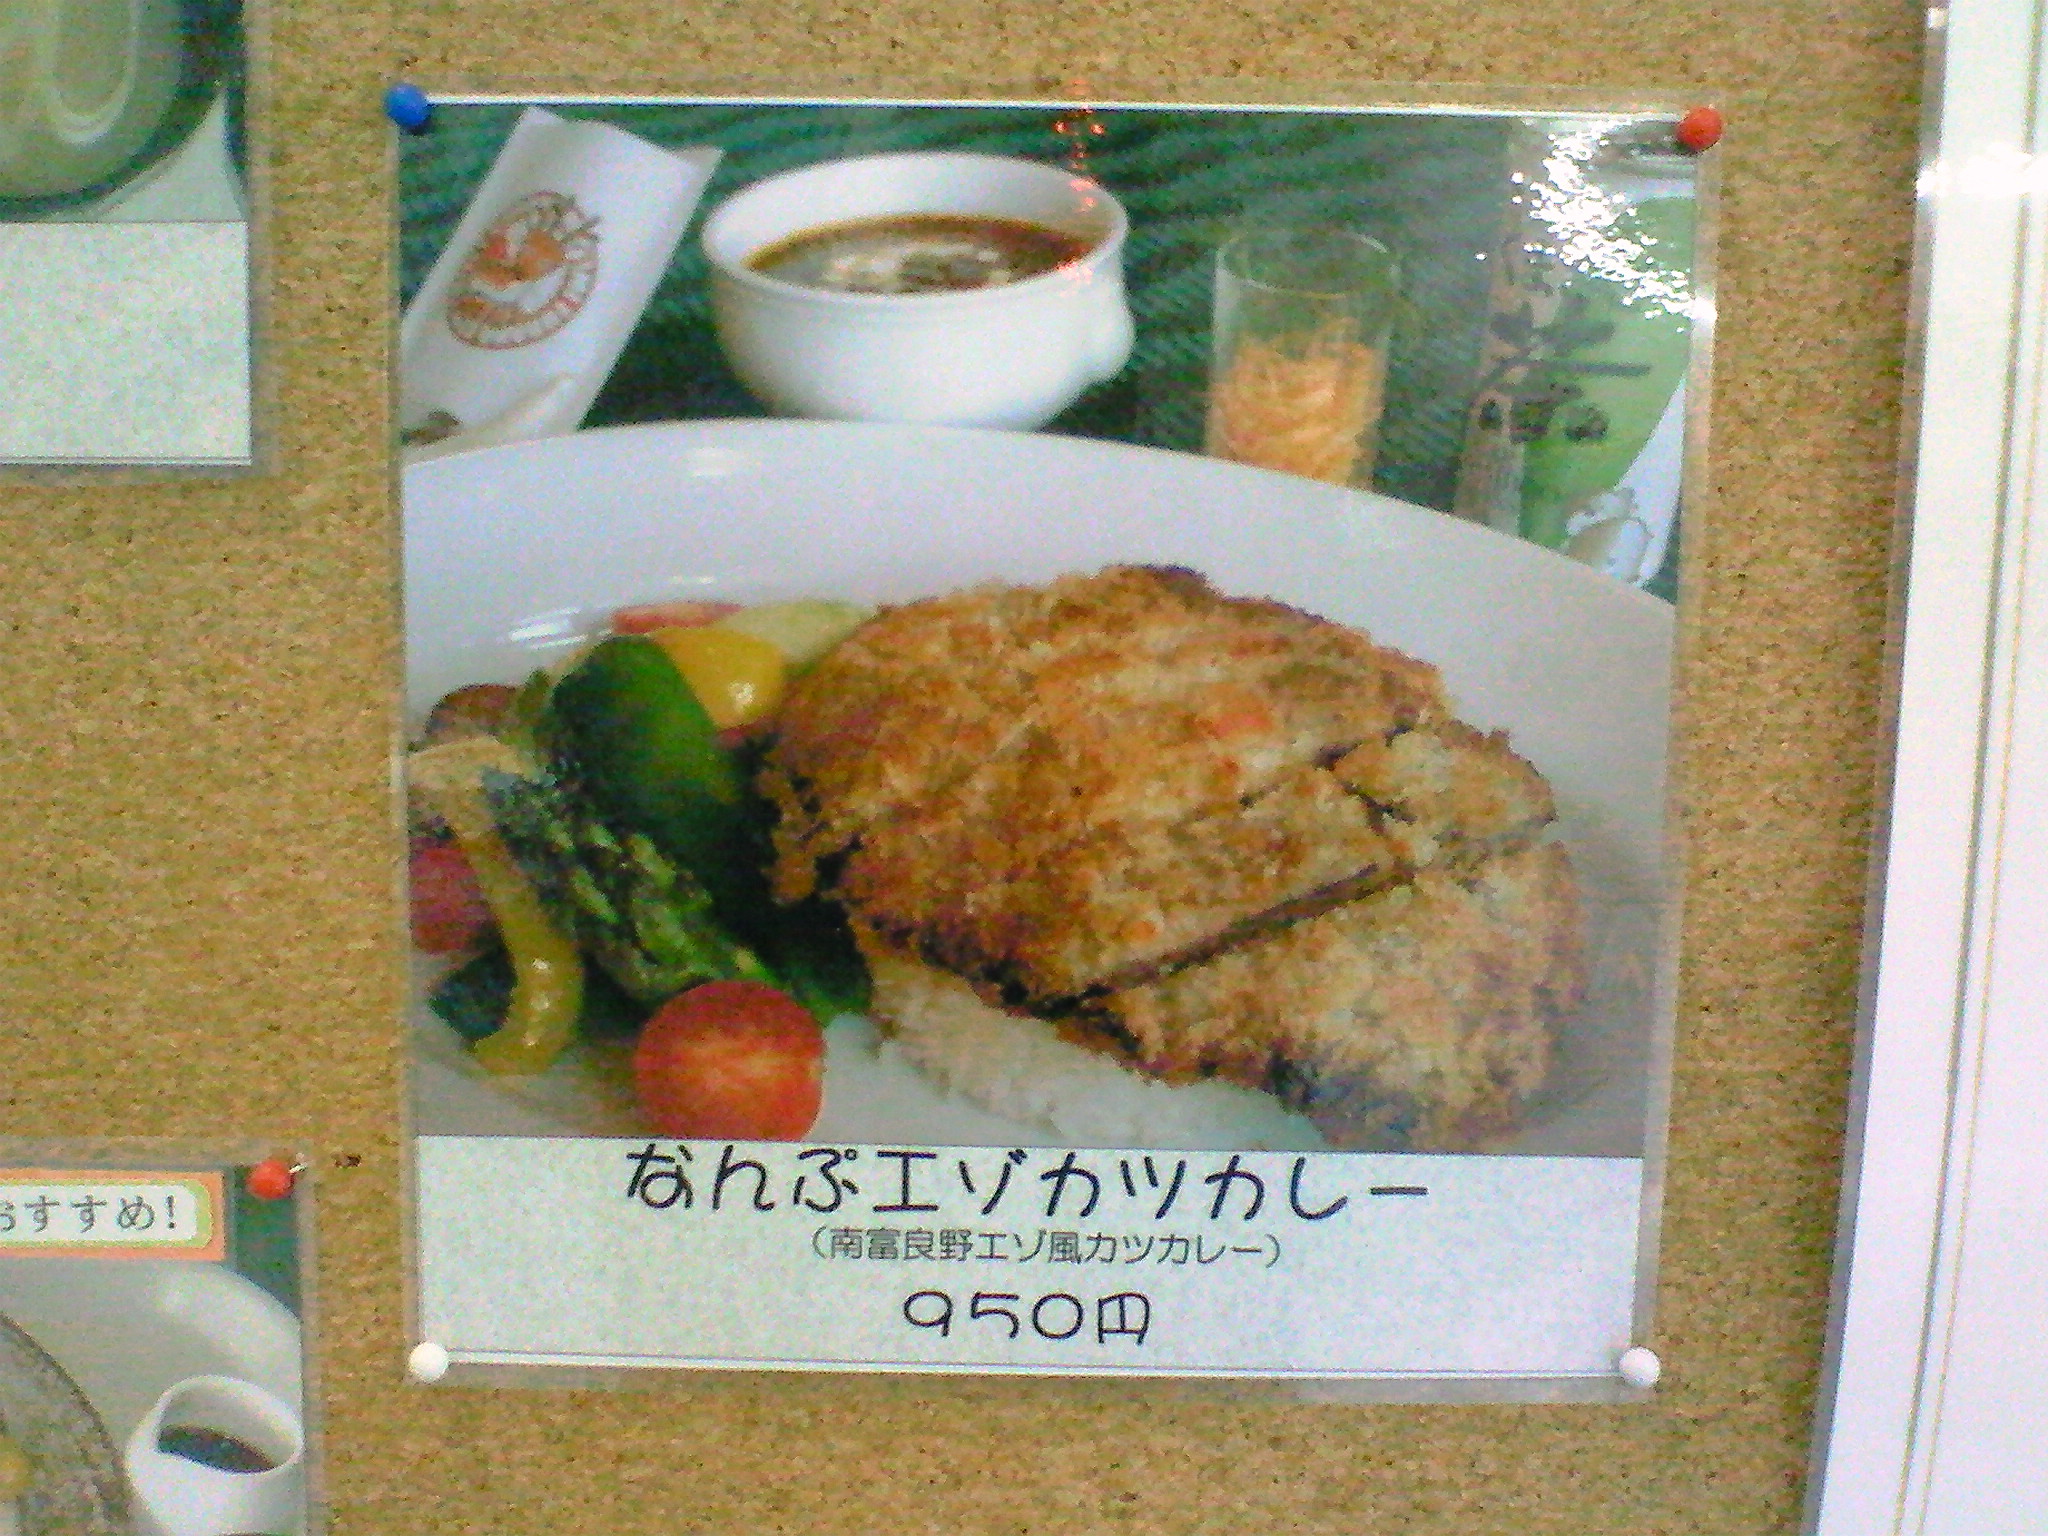 なんぷエゾカツカレー
（南富良野エゾ風カツカレー）
950円
おすすめ!